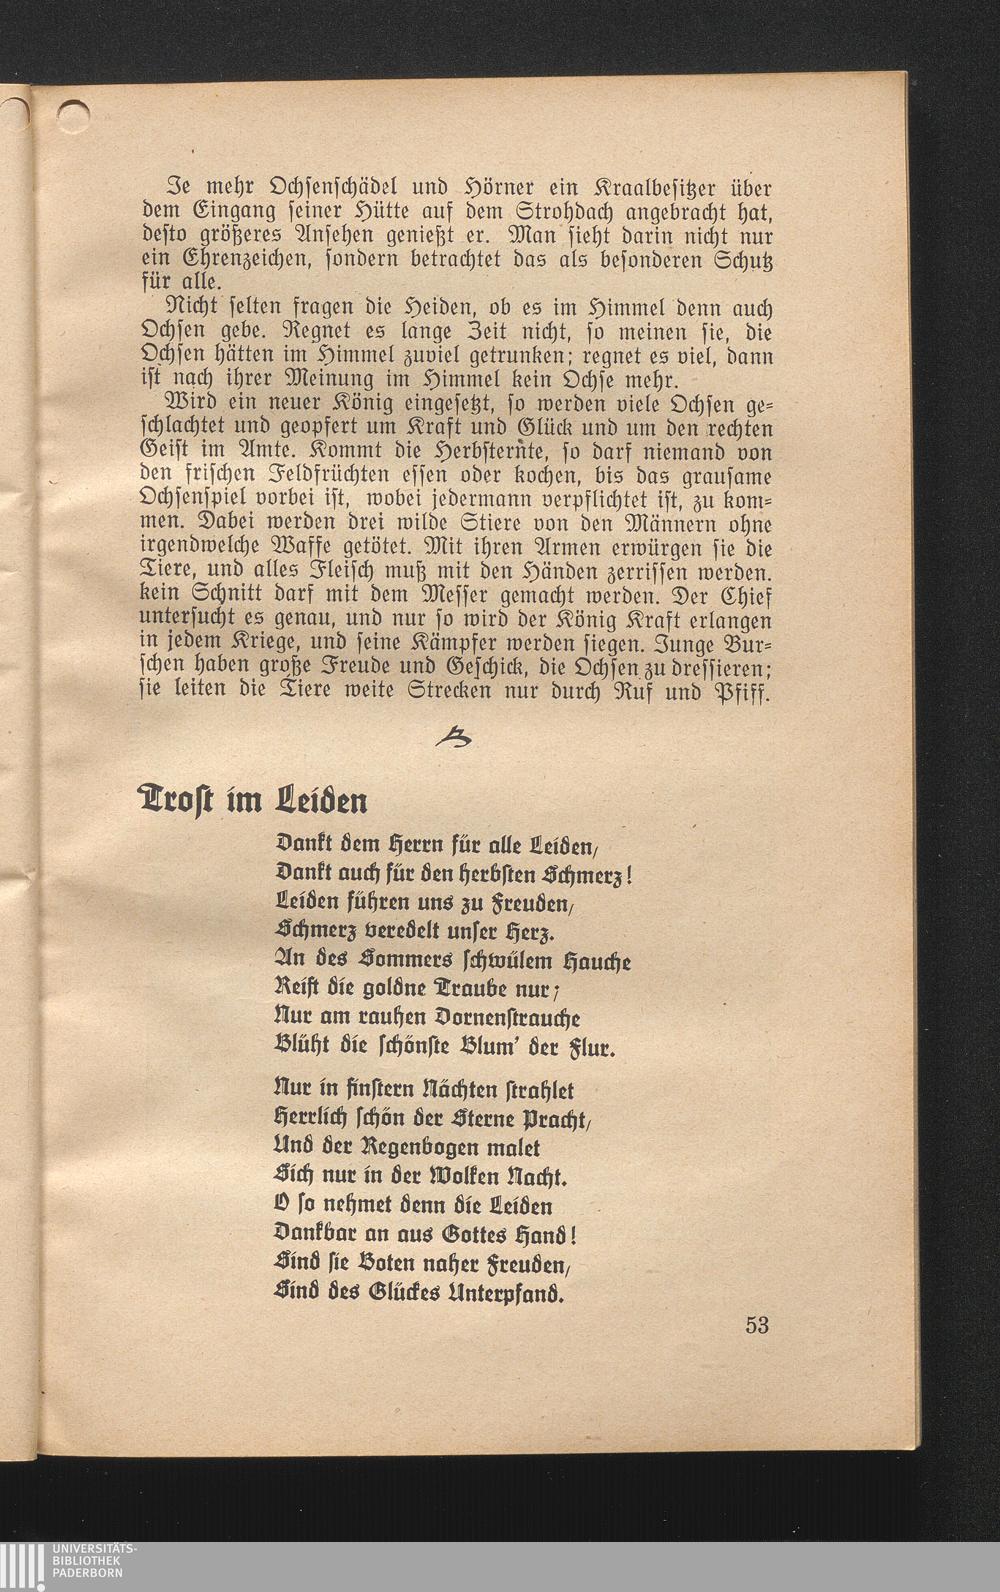 Je mehr Ochsenschädel und Hörner ein Kraalbesitzer über
dem Eingang seiner Hütte auf dem Strohdach angebracht hat,
desto größeres Ansehen genießt er. Man sieht darin nicht nur
ein Ehrenzeichen, sondern betrachtet das als besonderen Schutz
für alle.
Nicht selten fragen die Heiden, ob es im Himmel denn auch
Ochsen gebe. Regnet es lange Zeit nicht, so meinen sie, die
Ochsen hätten im Himmel zuviel getrunken; regnet es viel, dann
ist nach ihrer Meinung im Himmel kein Ochse mehr.
Wird ein neuer König eingesetzt, so werden viele Ochsen ge-
schlachtet und geopfert um Kraft und Glück und um den rechten
Geist im Amte. Kommt die Herbsternte, so darf niemand von
den frischen Feldfrüchten essen oder kochen, bis das grausame
Ochsenspiel vorbei ist, wobei jedermann verpflichtet ist, zu kom-
men. Dabei werden drei wilde Stiere von den Männern ohne
irgendwelche Waffe getötet. Mit ihren Armen erwürgen sie die
Tiere, und alles Fleisch muß mit den Händen zerrissen werden.
kein Schnitt darf mit dem Messer gemacht werden. Der Chief
untersucht es genau, und nur so wird der König Kraft erlangen
in jedem Kriege, und seine Kämpfer werden siegen. Junge Bur-
schen haben große Freude und Geschick, die Ochsen zu dressieren;
sie leiten die Tiere weite Strecken nur durch Ruf und Pfiff.
Trost im Leiden
Dankt dem Herrn für alle Leiden,
Dankt auch für den herbsten Schmerz!
Leiden führen uns zu Freuden,
Schmerz veredelt unser Herz.
An des Sommers schwülem Hauche
Reift die goldne Traube nur;
Nur am rauhen Dornenstrauche
Blüht die schönste Blum' der Flur.
Nur in finstern Nächten strahlet
Herrlich schön der Sterne Pracht,
Und der Regenbogen malet
Sich nur in der Wolken Nacht.
O so nehmet denn die Leiden
Dankbar an aus Gottes Hand!
Sind sie Boten naher Freuden,
Sind des Glückes Unterpfand.
53
UNIVERSITÄTS-
BIBLIOTHEK
PADERBORN